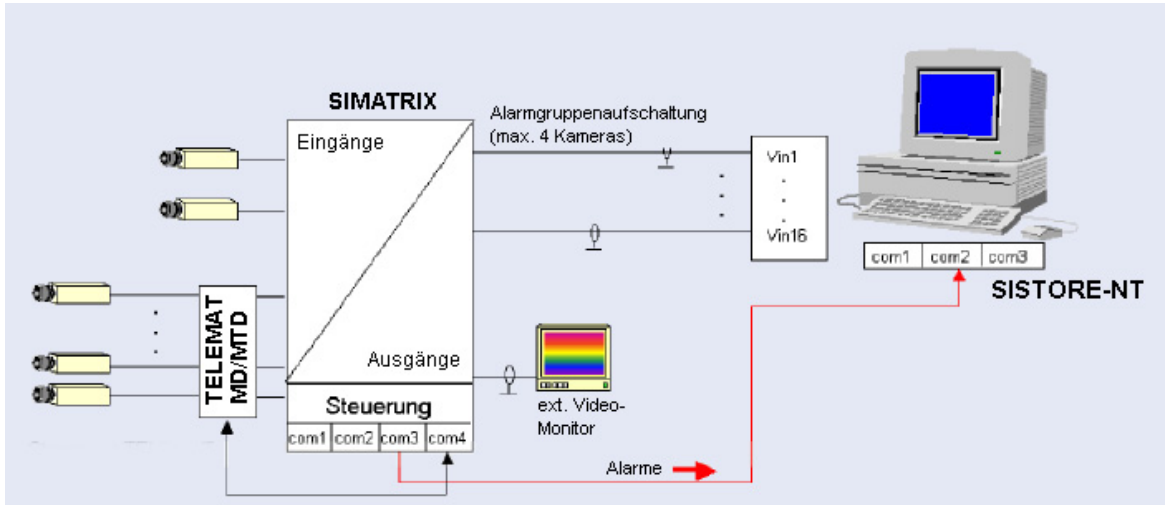 SIMATRIX
Eingänge
Ausgänge
Steuerung
com1 com2 com3 com4
TELEMAT
MD/MTD
Alarmgruppenaufschaltung
(max. 4 Kameras)
Vin1
Vin16
com1 com2 com3
SISTORE-NT
ext. Video-
Monitor
Alarme